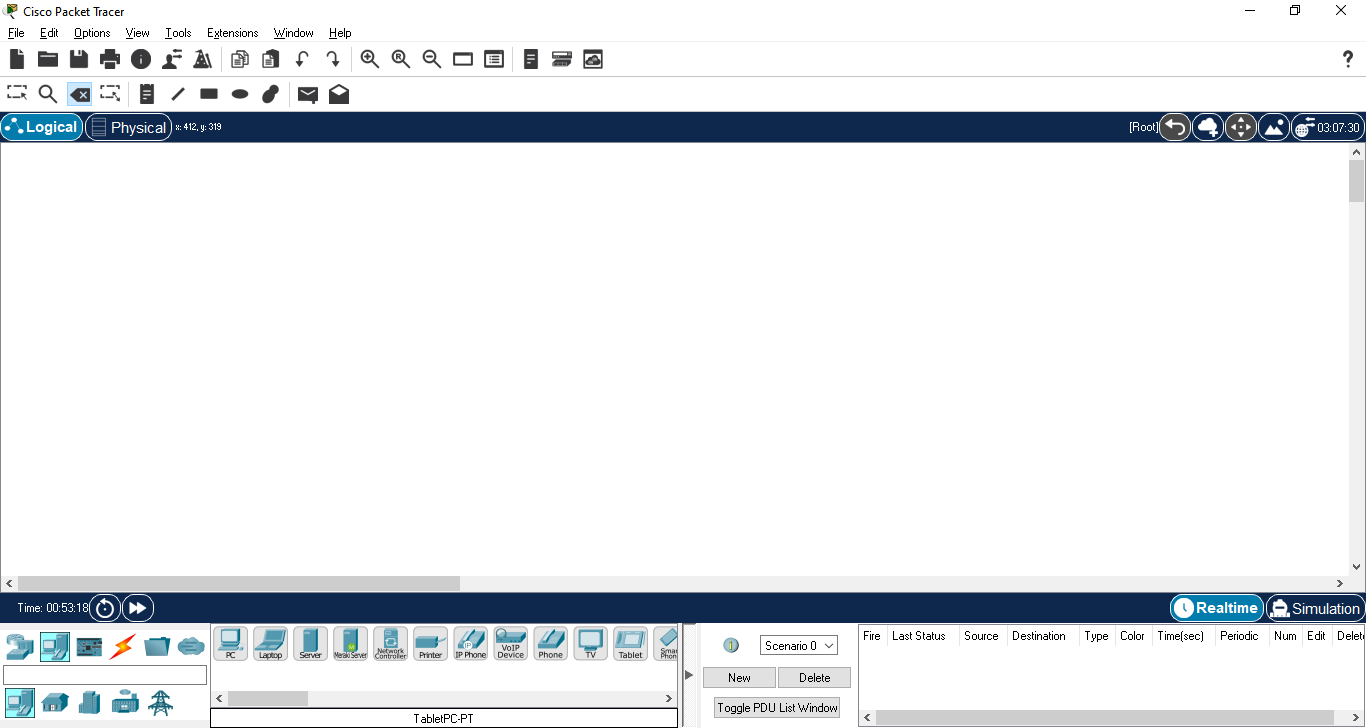 Cisco Packet Tracer
File Edit Options View Tools Extensions Window Help
R
?
Logical Physical x: 412, y: 319 [Root] 03:07:30
Time: 00:53:18 Realtime Simulation
PC Laptop Server Meraki Server Network Controller Printer IP Phone VoIP Device Phone TV Tablet Smar Phon
TabletPC-PT
1 Scenario 0
New Delete
Toggle PDU List Window
Fire Last Status Source Destination Type Color Time(sec) Periodic Num Edit Delet